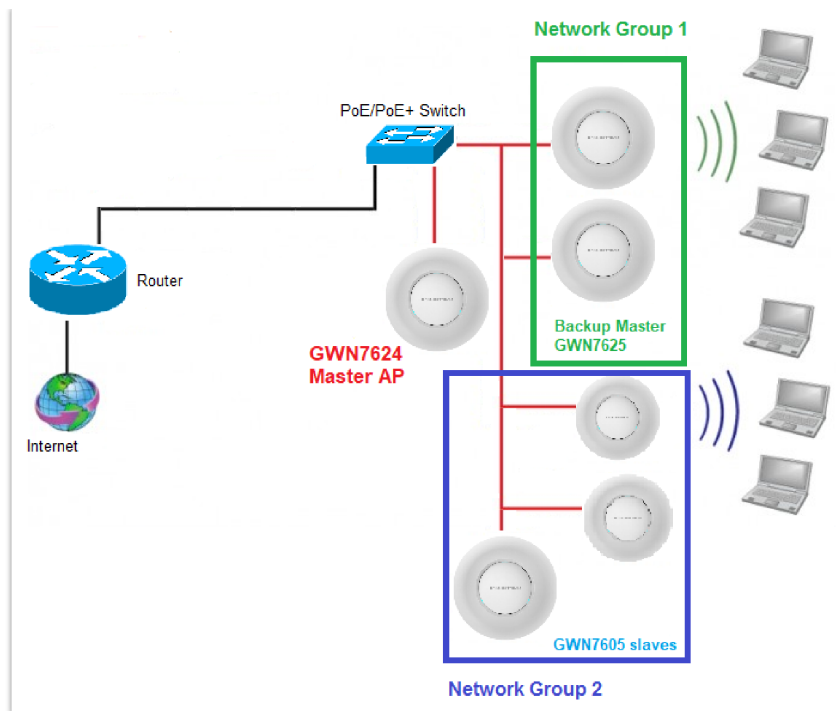 Network Group 1
PoE/PoE+ Switch
Router
GWN7624
Master AP
Backup Master
GWN7625
Internet
GWN7605 slaves
Network Group 2